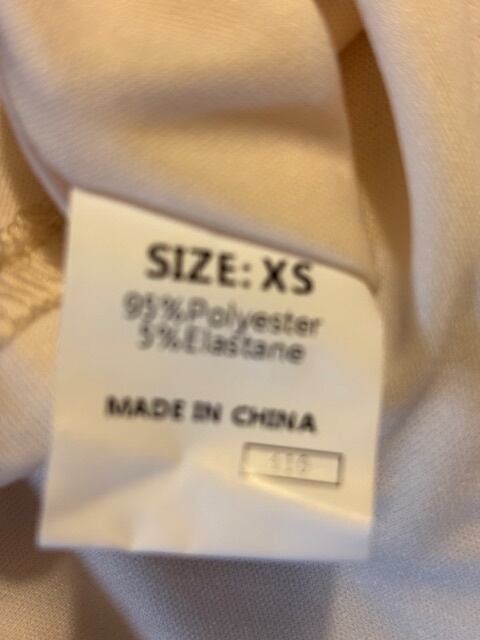 SIZE: XS
95%Polyester
5%Elastane
MADE IN CHINA